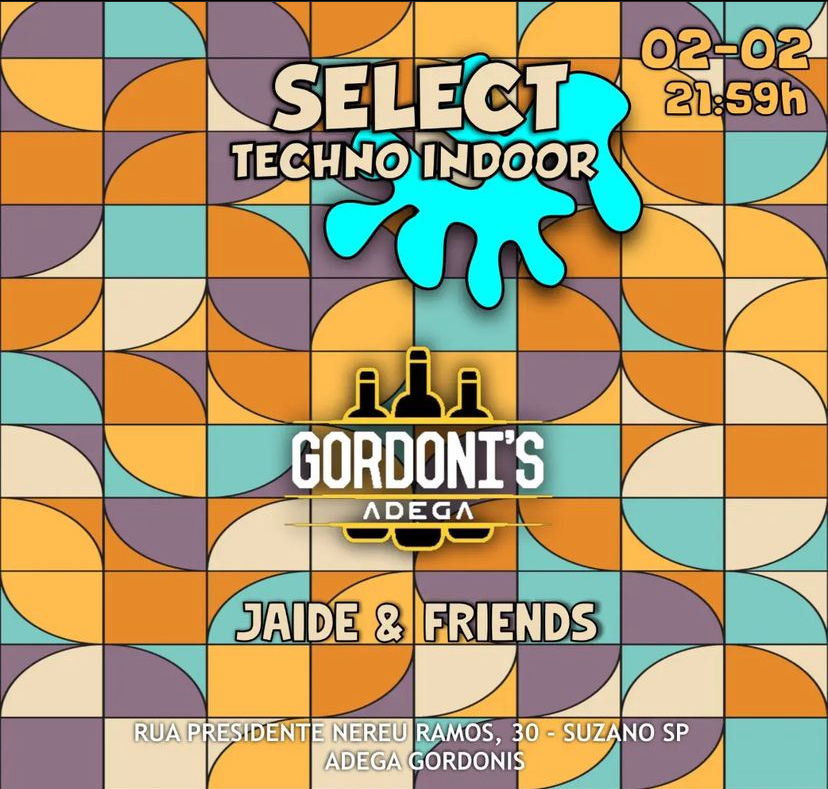 02-02
21:59h
SELECT
TECHNO INDOOR
GORDONI'S
ADEGA
JAIDE & FRIENDS
RUA PRESIDENTE NEREU RAMOS, 30 - SUZANO SP
ADEGA GORDONIS